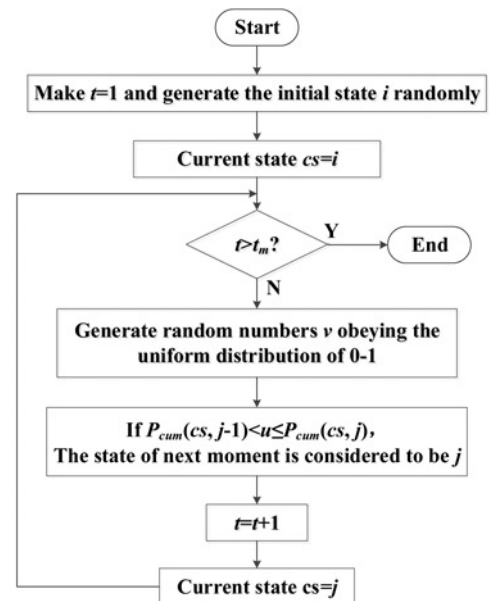 Start
Make t=1 and generate the initial state i randomly
Current state cs=i
t>tₘ?
Y
End
N
Generate random numbers v obeying the
uniform distribution of 0-1
If P_cum(cs, j-1)<u≤P_cum(cs, j),
The state of next moment is considered to be j
t=t+1
Current state cs=j